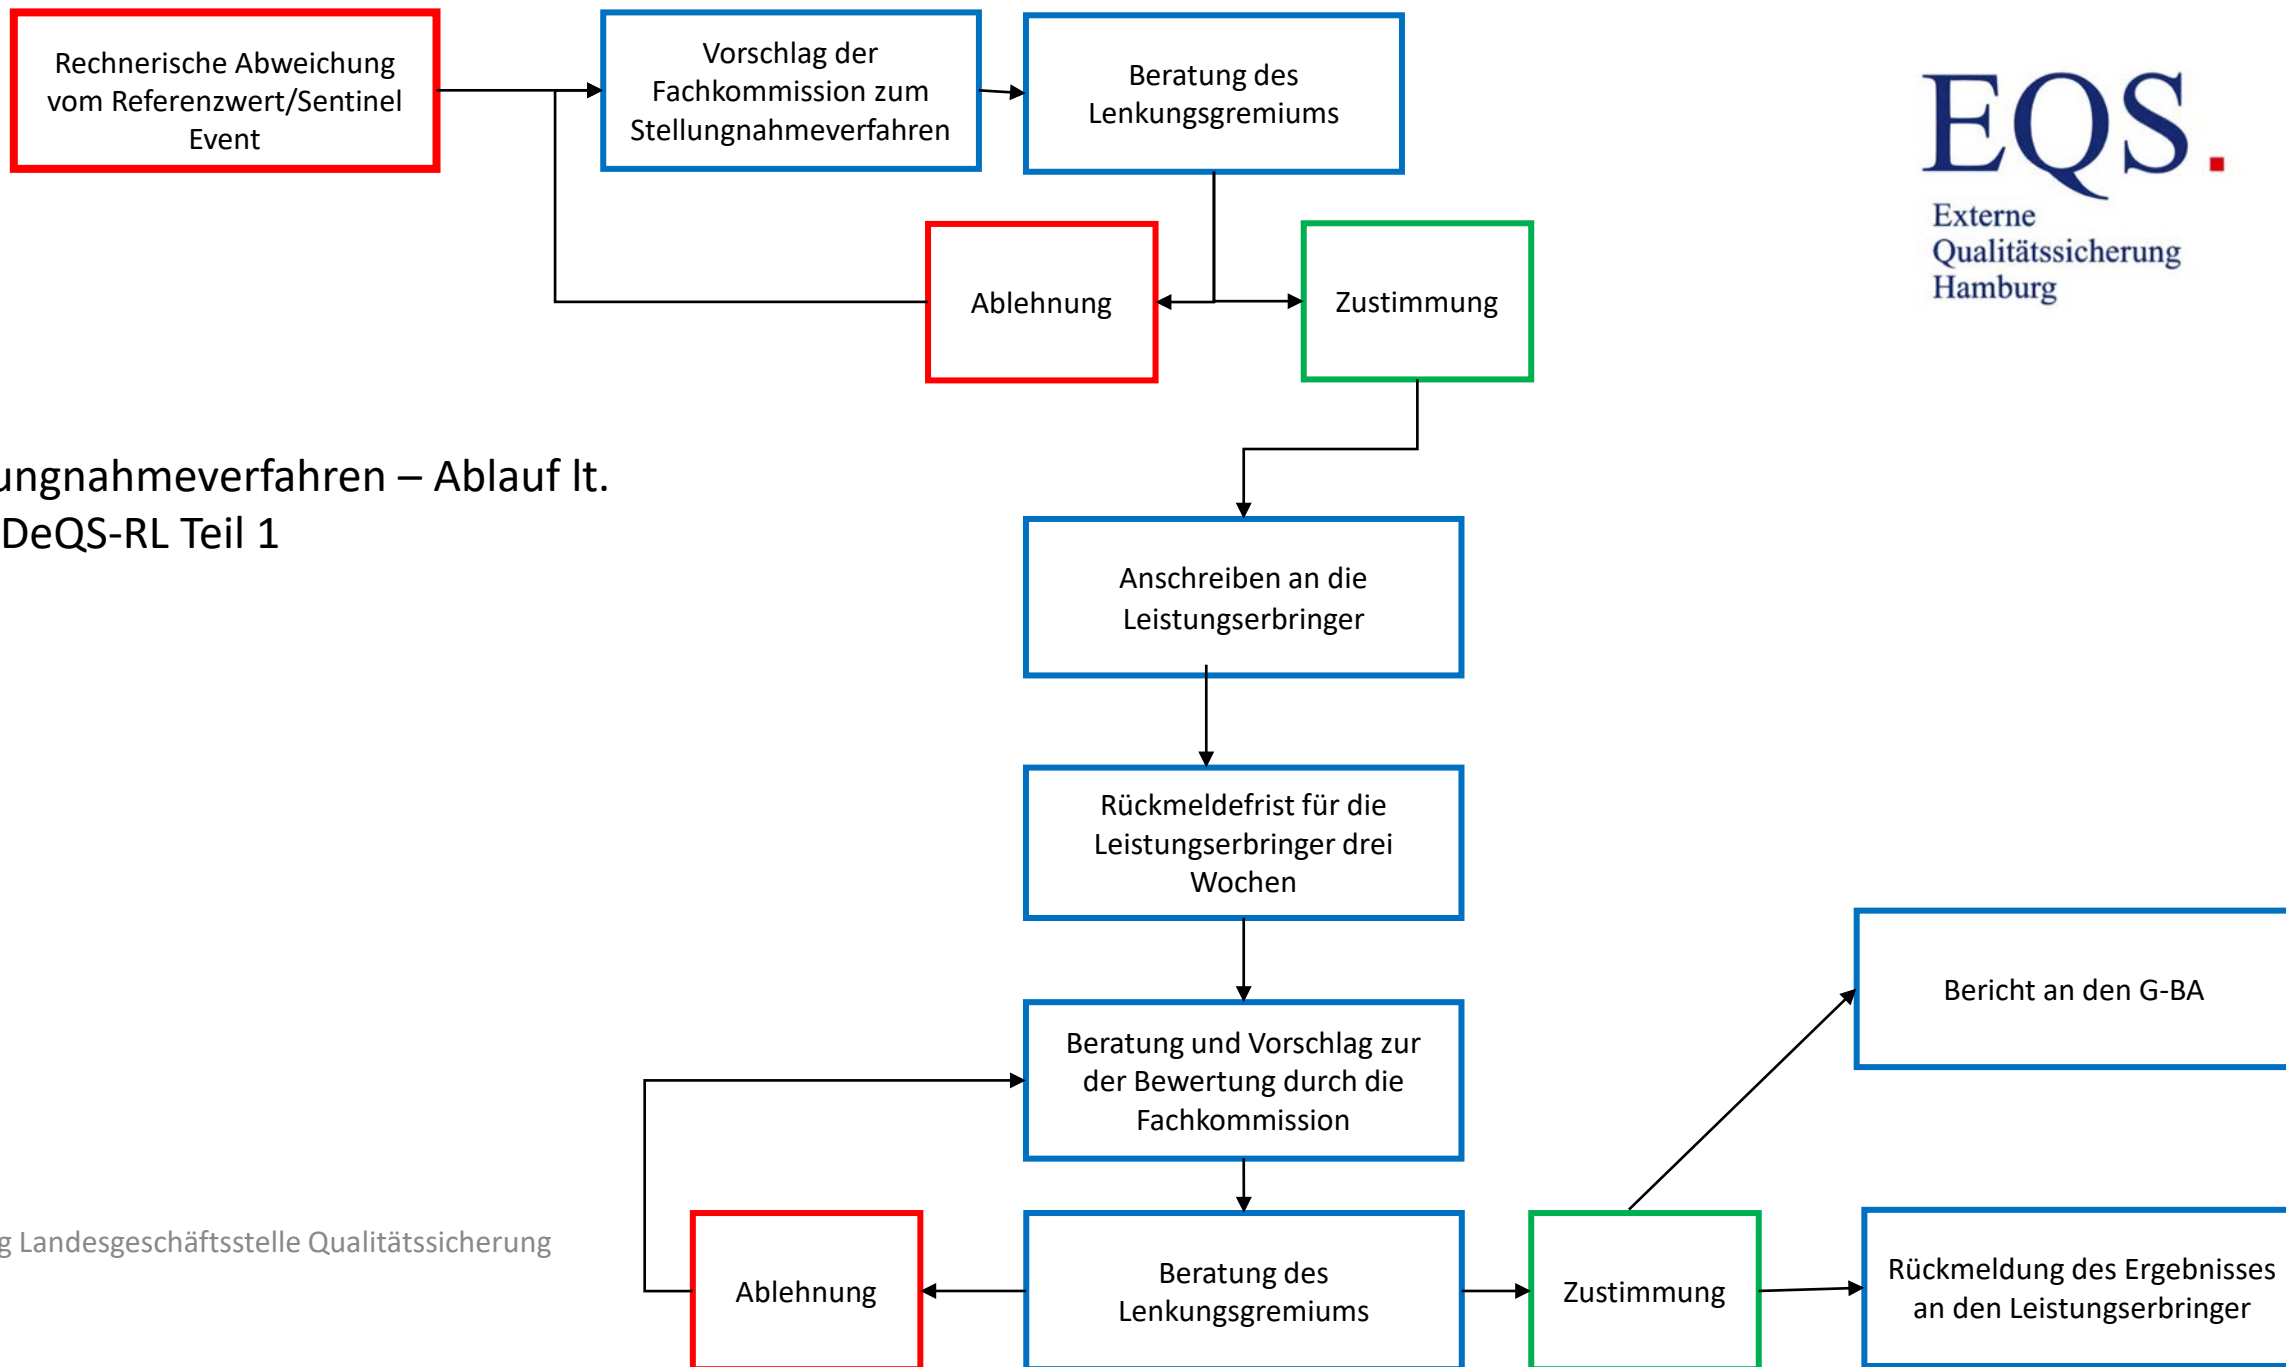 Rechnerische Abweichung
vom Referenzwert/Sentinel
Event
Vorschlag der
Fachkommission zum
Stellungnahmeverfahren
Beratung des
Lenkungsgremiums
EQS.
Externe
Qualitätssicherung
Hamburg
Ablehnung
Zustimmung
ungnahmeverfahren – Ablauf lt.
DeQS-RL Teil 1
Anschreiben an die
Leistungserbringer
Rückmeldefrist für die
Leistungserbringer drei
Wochen
Bericht an den G-BA
Beratung und Vorschlag zur
der Bewertung durch die
Fachkommission
g Landesgeschäftsstelle Qualitätssicherung
Ablehnung
Beratung des
Lenkungsgremiums
Zustimmung
Rückmeldung des Ergebnisses
an den Leistungserbringer